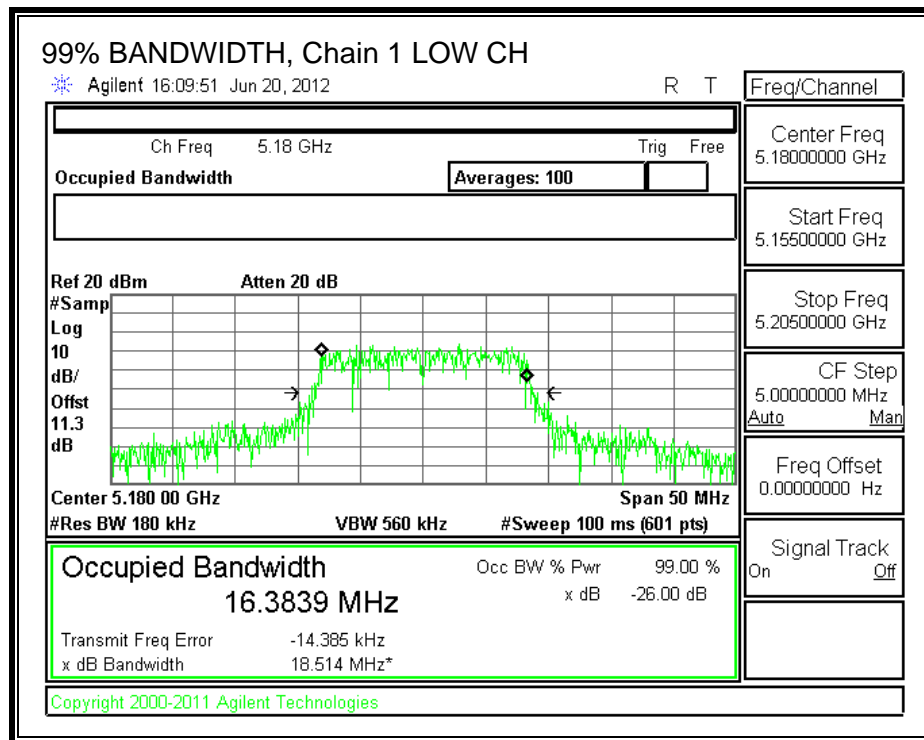 99% BANDWIDTH, Chain 1 LOW CH
Agilent 16:09:51 Jun 20, 2012
R T
Ch Freq 5.18 GHz
Trig Free
Occupied Bandwidth
Averages: 100
Ref 20 dBm
Atten 20 dB
#Samp
Log
10
dB/
Offst
11.3
dB
Center 5.180 00 GHz
Span 50 MHz
#Res BW 180 kHz
VBW 560 kHz
#Sweep 100 ms (601 pts)
Occupied Bandwidth
16.3839 MHz
Occ BW % Pwr 99.00 %
x dB -26.00 dB
Transmit Freq Error -14.385 kHz
x dB Bandwidth 18.514 MHz*
Copyright 2000-2011 Agilent Technologies
Freq/Channel
Center Freq
5.18000000 GHz
Start Freq
5.15500000 GHz
Stop Freq
5.20500000 GHz
CF Step
5.00000000 MHz
Auto Man
Freq Offset
0.00000000 Hz
Signal Track
On Off